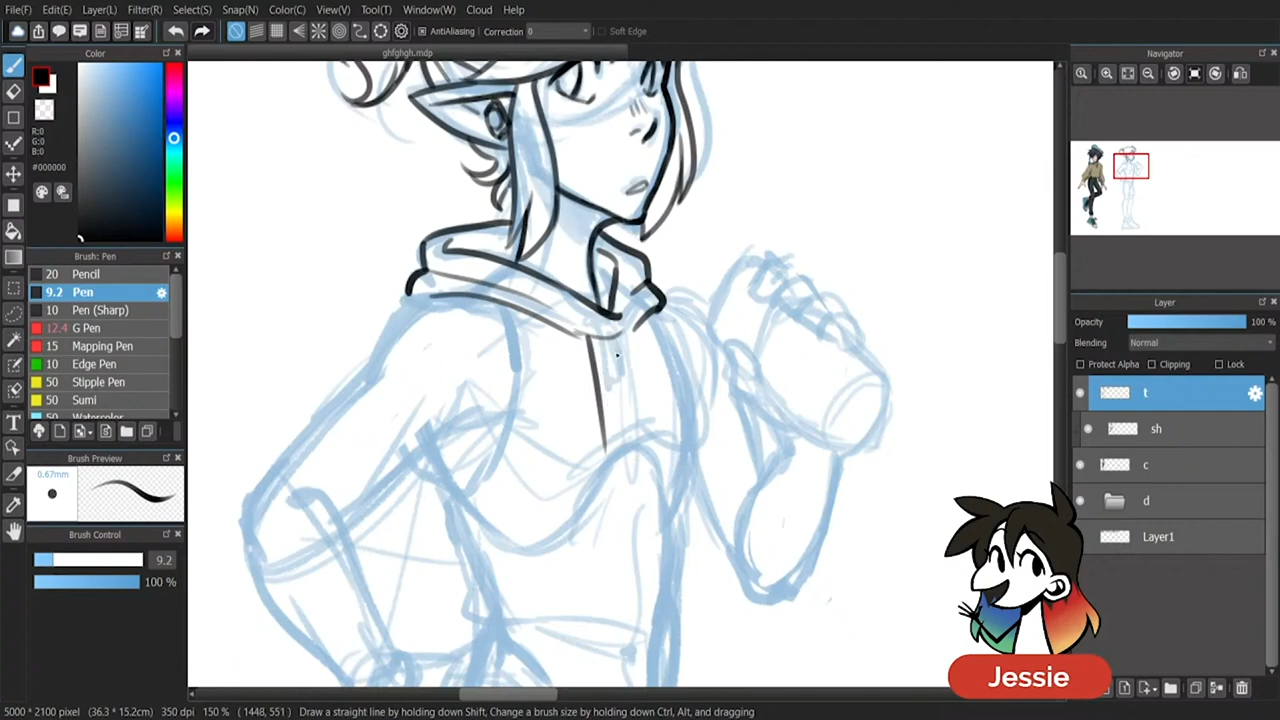 File(F) Edit(E) Layer(L) Filter(R) Select(S) Snap(N) Color(C) View(V) Tool(T) Window(W) Cloud Help
AntiAliasing Correction 0 Soft Edge
ghfghgh.mdp
Color
R:0
G:0
B:0
#000000
Brush: Pen
20 Pencil
9.2 Pen
10 Pen (Sharp)
12.4 G Pen
15 Mapping Pen
10 Edge Pen
50 Stipple Pen
50 Sumi
50 Watercolor
Brush Preview
0.67mm
Brush Control
9.2
100 %
Navigator
Layer
Opacity 100 %
Blending Normal
Protect Alpha Clipping Lock
t
sh
c
d
Layer1
Jessie
5000 * 2100 pixel (36.3 * 15.2cm) 350 dpi 150 % ( 1448, 551 ) Draw a straight line by holding down Shift, Change a brush size by holding down Ctrl, Alt, and dragging